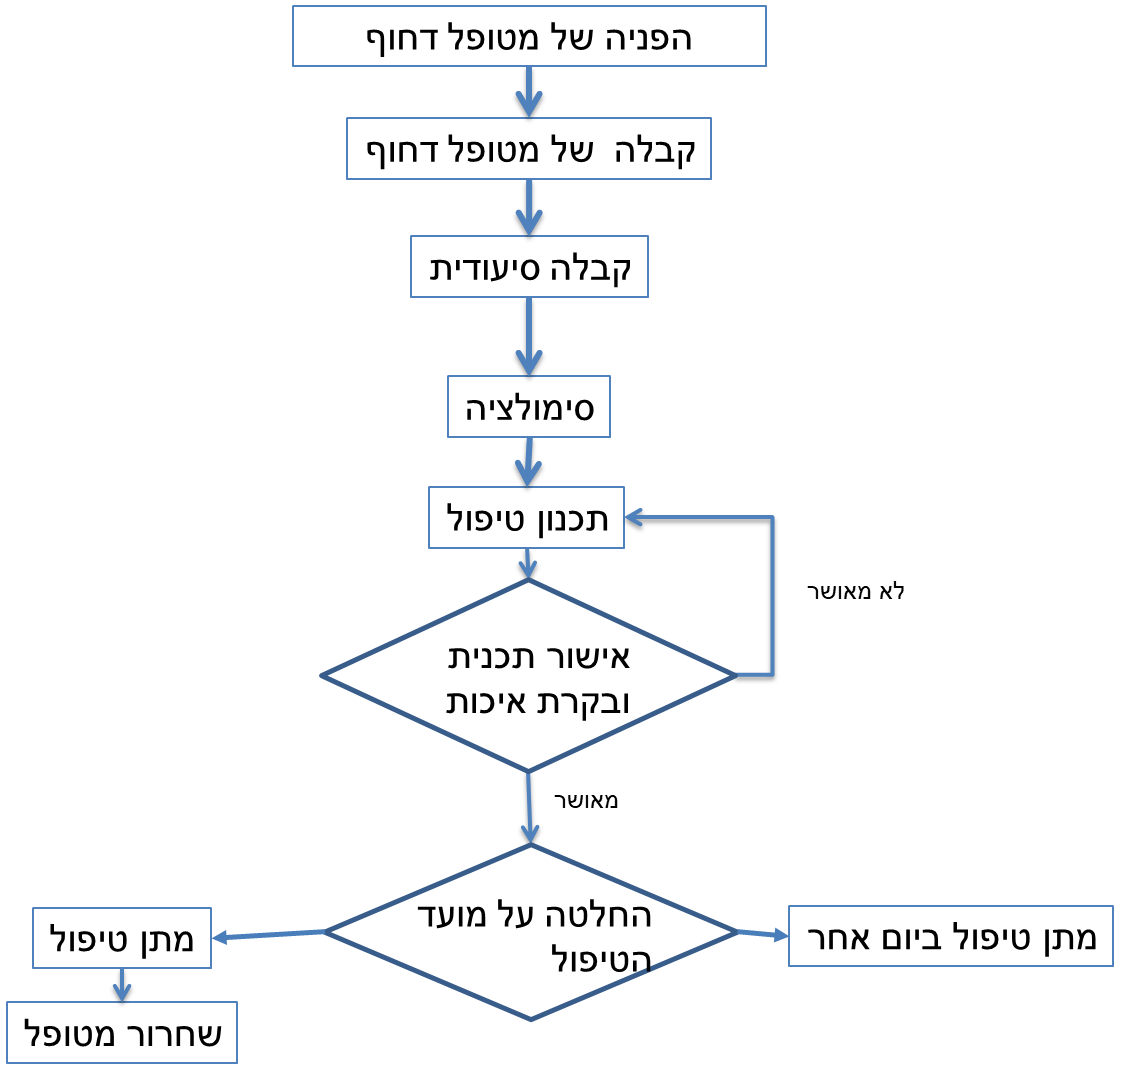 הפניה של מטופל דחוף
קבלה של מטופל דחוף
קבלה סיעודית
סימולציה
תכנון טיפול
לא מאושר
אישור תכנית
ובקרת איכות
מאושר
החלטה על מועד
הטיפול
מתן טיפול ביום אחר
מתן טיפול
שחרור מטופל